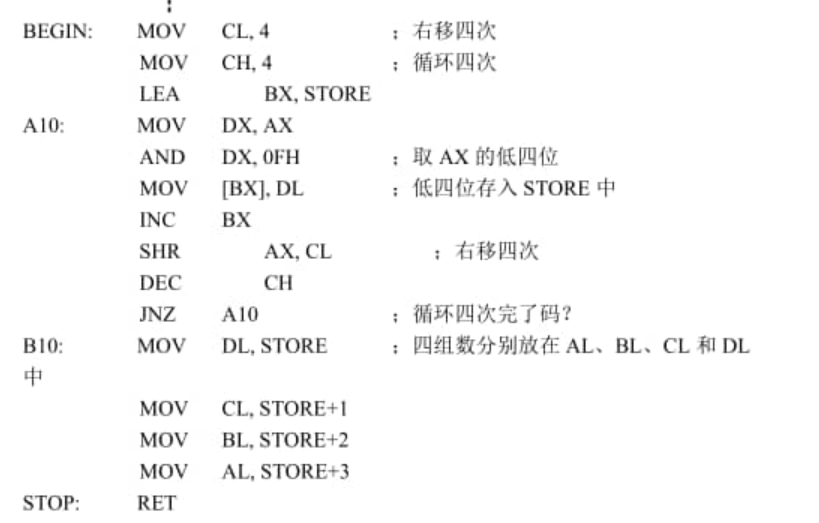 ⋮
BEGIN: MOV CL, 4 ；右移四次
MOV CH, 4 ；循环四次
LEA BX, STORE
A10: MOV DX, AX
AND DX, 0FH ；取 AX 的低四位
MOV [BX], DL ；低四位存入 STORE 中
INC BX
SHR AX, CL ；右移四次
DEC CH
JNZ A10 ；循环四次完了码？
B10: MOV DL, STORE ；四组数分别放在 AL、BL、CL 和 DL
中
MOV CL, STORE+1
MOV BL, STORE+2
MOV AL, STORE+3
STOP: RET